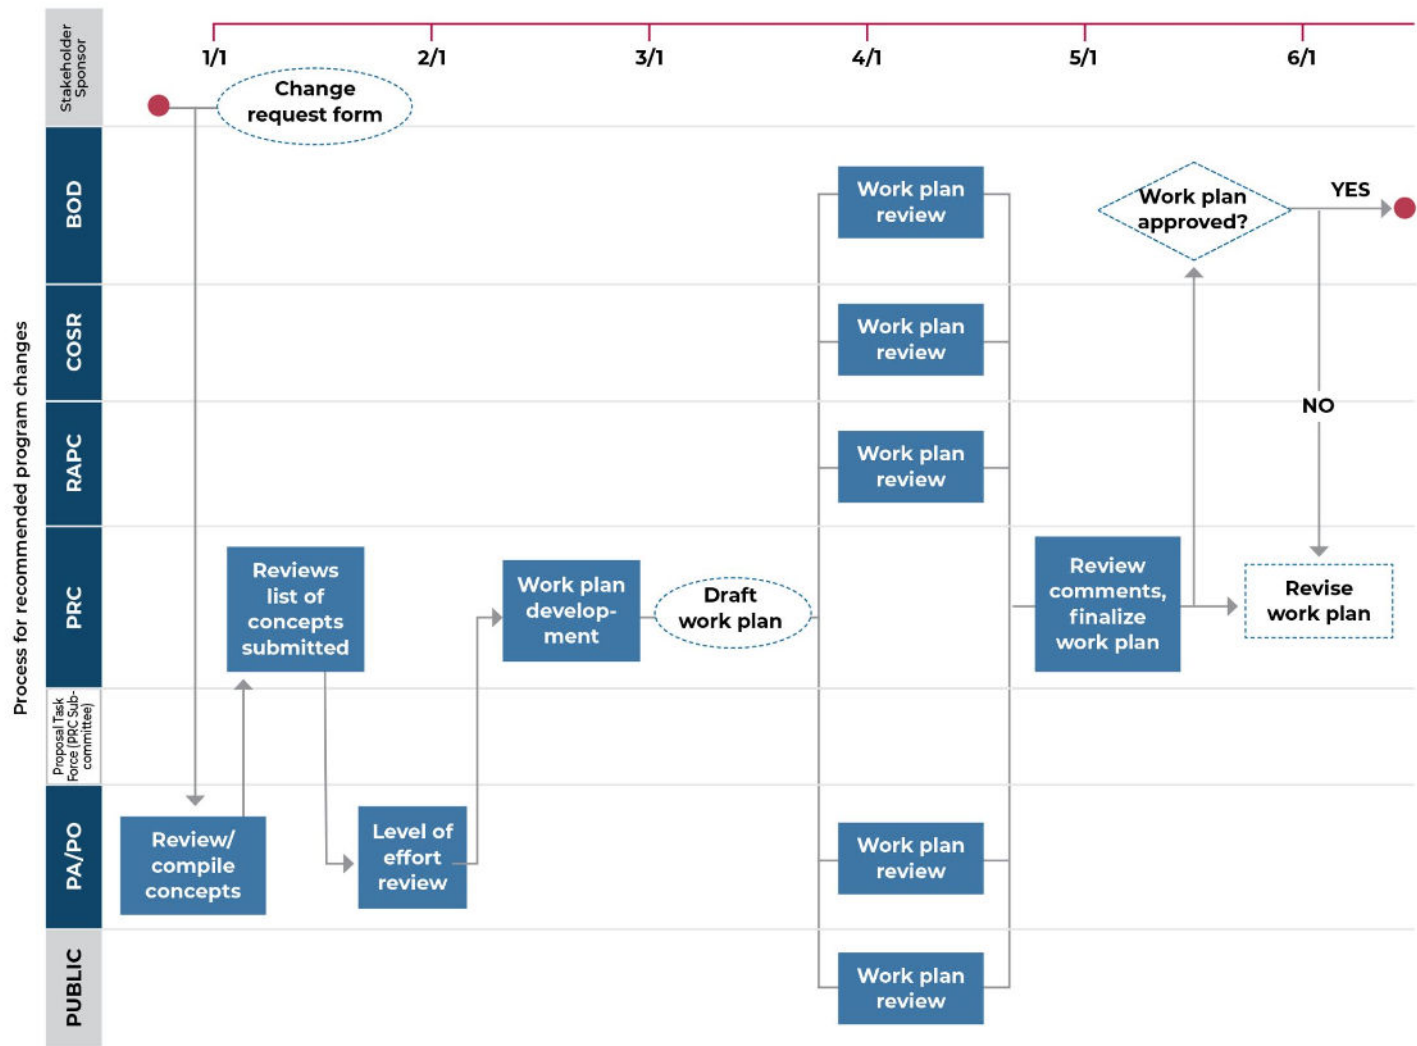 Process for recommended program changes
Stakeholder
Sponsor
1/1
2/1
3/1
4/1
5/1
6/1
Change
request form
BOD
Work plan
review
Work plan
approved?
YES
COSR
Work plan
review
RAPC
Work plan
review
NO
PRC
Reviews
list of
concepts
submitted
Work plan
develop-
ment
Draft
work plan
Review
comments,
finalize
work plan
Revise
work plan
Proposal Task
Force (PRC Sub-
committee)
PA/PO
Review/
compile
concepts
Level of
effort
review
Work plan
review
PUBLIC
Work plan
review